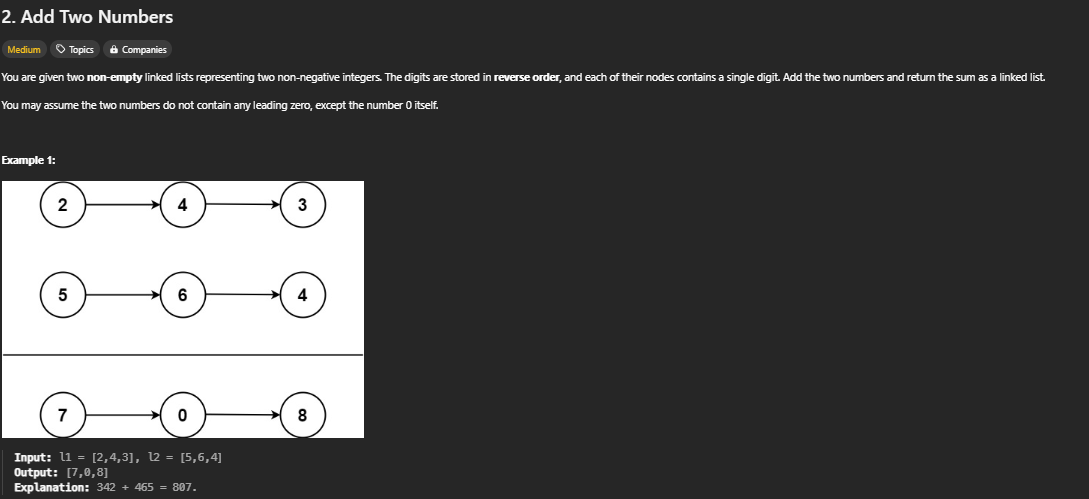 2. Add Two Numbers
Medium Topics Companies
You are given two non-empty linked lists representing two non-negative integers. The digits are stored in reverse order, and each of their nodes contains a single digit. Add the two numbers and return the sum as a linked list.
You may assume the two numbers do not contain any leading zero, except the number 0 itself.
Example 1:
2 4 3
5 6 4
7 0 8
Input: l1 = [2,4,3], l2 = [5,6,4]
Output: [7,0,8]
Explanation: 342 + 465 = 807.